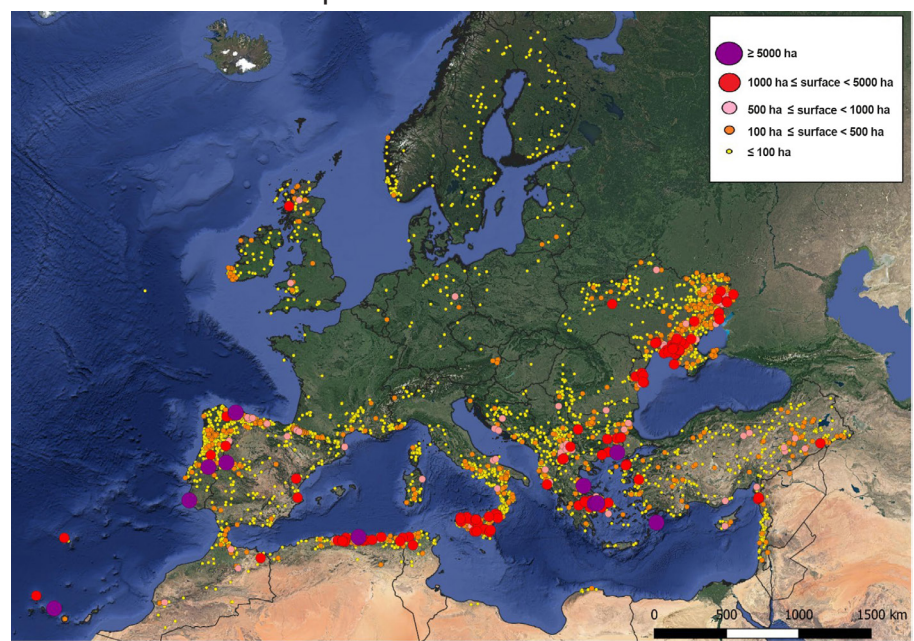 ≥ 5000 ha
1000 ha ≤ surface < 5000 ha
500 ha ≤ surface < 1000 ha
100 ha ≤ surface < 500 ha
≤ 100 ha
0 500 1000 1500 km